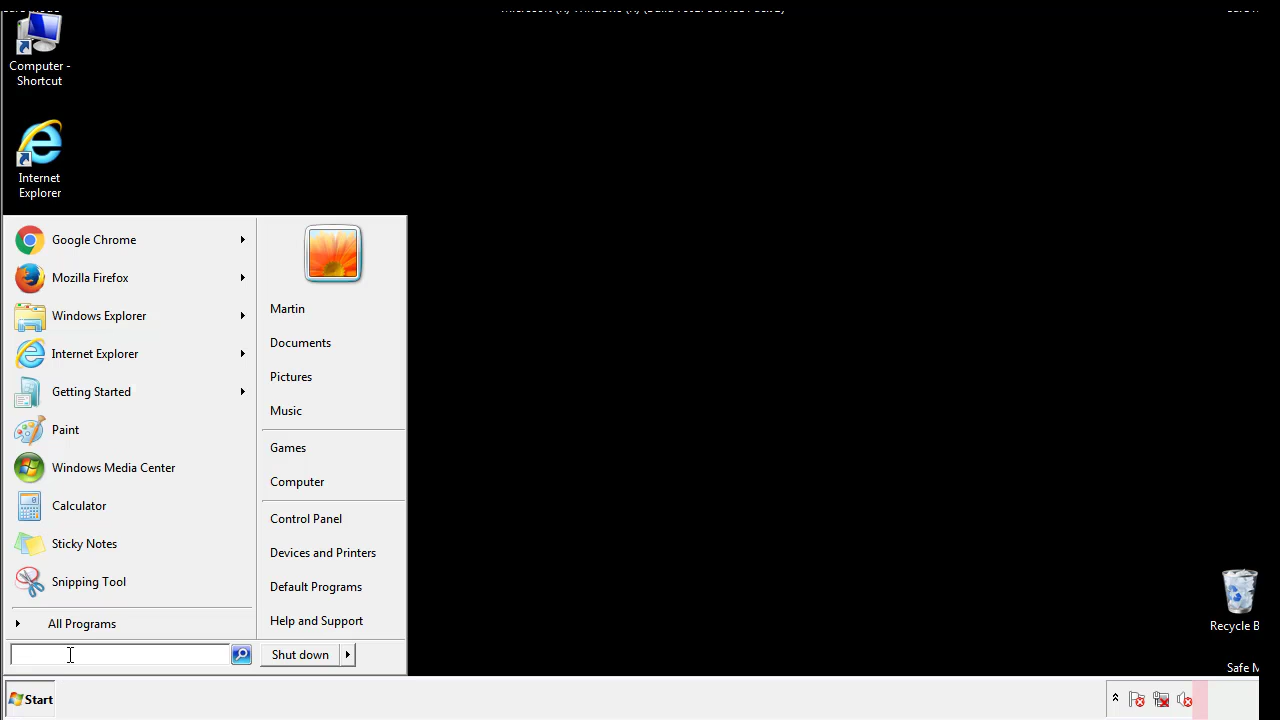 Computer -
Shortcut
Internet
Explorer
Google Chrome
Mozilla Firefox
Windows Explorer
Internet Explorer
Getting Started
Paint
Windows Media Center
Calculator
Sticky Notes
Snipping Tool
All Programs
Martin
Documents
Pictures
Music
Games
Computer
Control Panel
Devices and Printers
Default Programs
Help and Support
Shut down
Recycle B
Safe M
Start